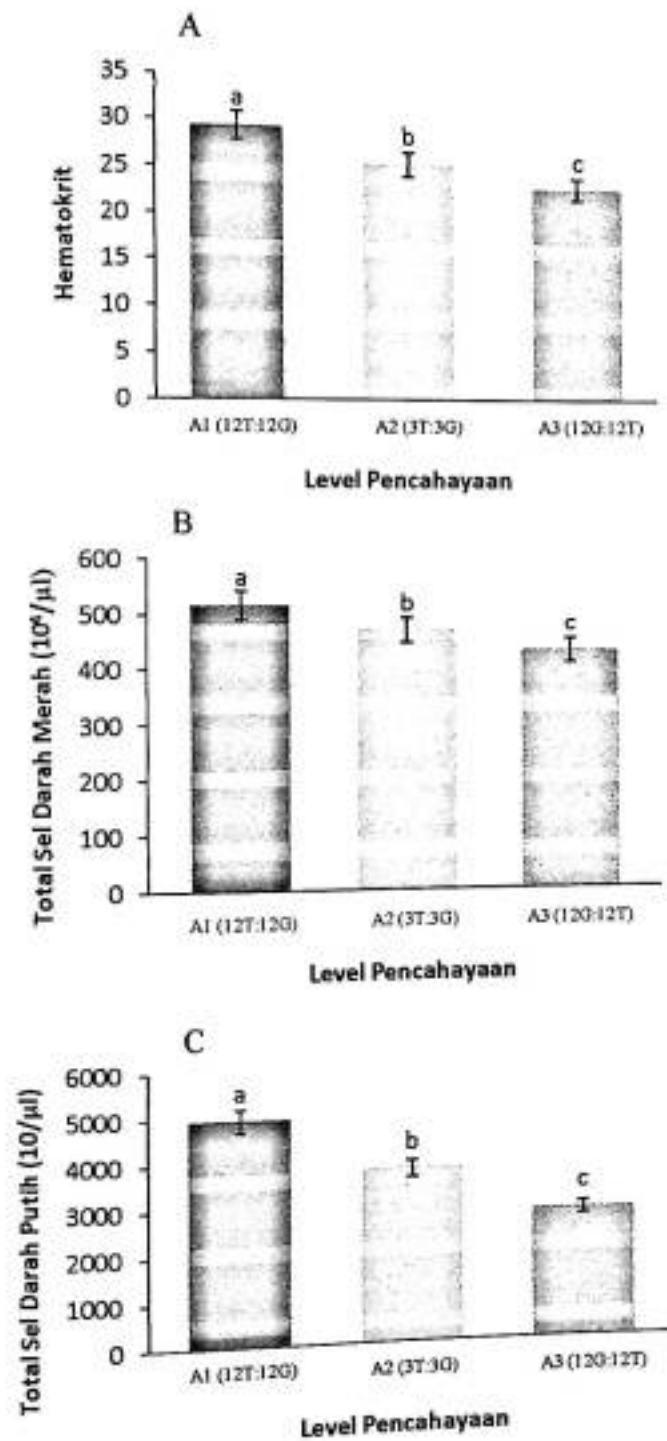 A
35
30
25
20
15
10
5
0
Hematokrit
a
b
c
A1 (12T:12G)
A2 (3T:3G)
A3 (12G:12T)
Level Pencahayaan
B
600
500
400
300
200
100
0
Total Sel Darah Merah (10⁴/µl)
a
b
c
A1 (12T:12G)
A2 (3T:3G)
A3 (12G:12T)
Level Pencahayaan
C
6000
5000
4000
3000
2000
1000
0
Total Sel Darah Putih (10/µl)
a
b
c
A1 (12T:12G)
A2 (3T:3G)
A3 (12G:12T)
Level Pencahayaan